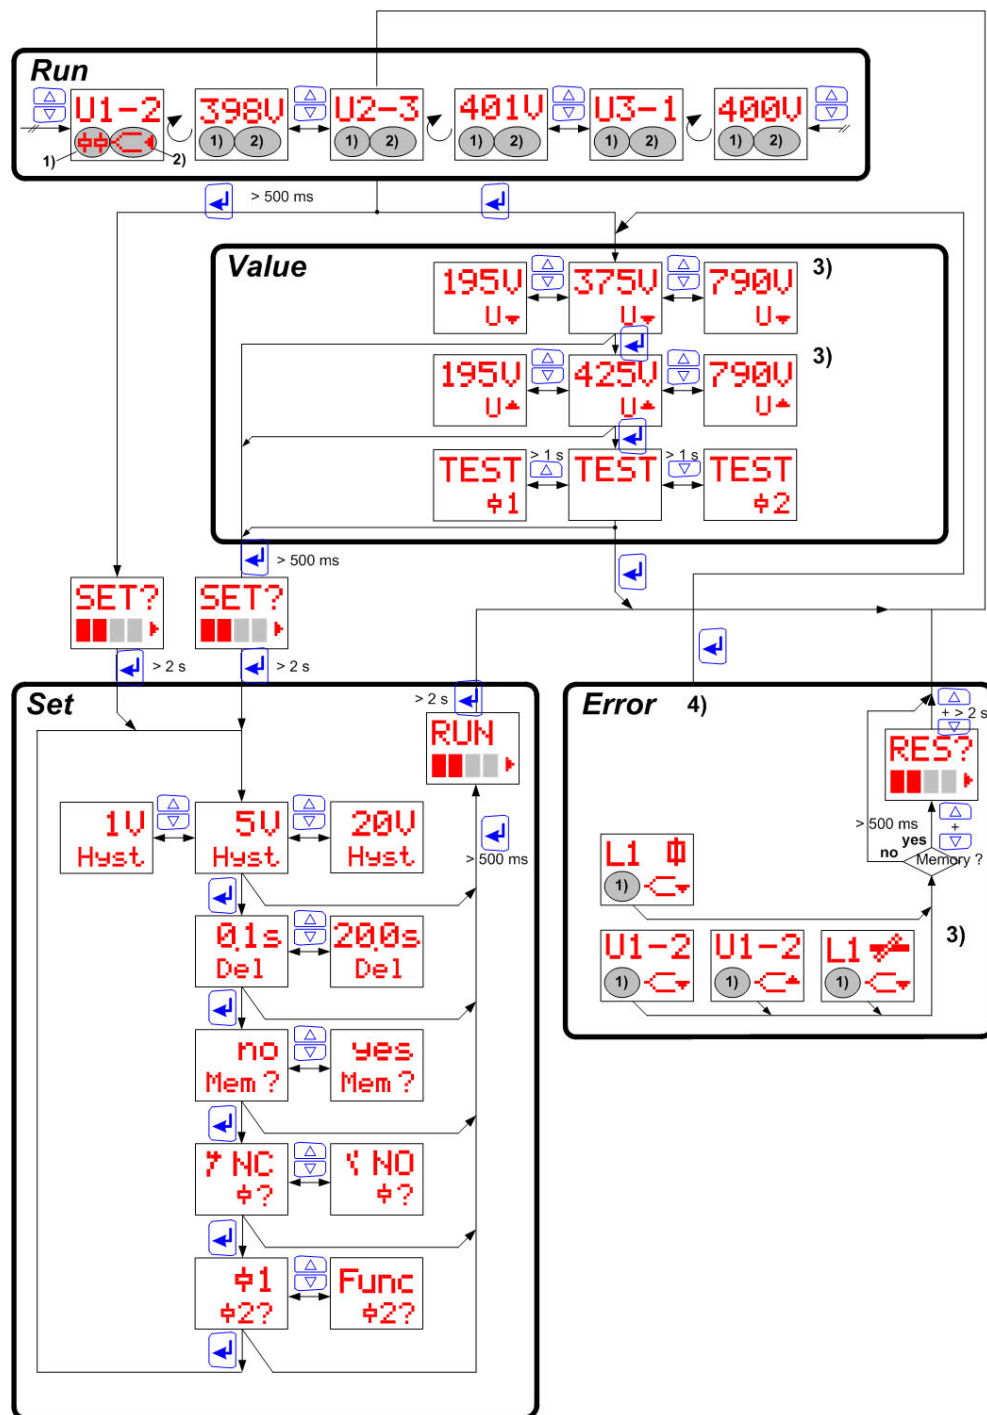 Run
U1-2 398V U2-3 401V U3-1 400V
1) 2) 1) 2) 1) 2) 1) 2) 1) 2) 1) 2)
> 500 ms
Value
195V 375V 790V 3)
U U U
195V 425V 790V 3)
U U U
> 1 s > 1 s
TEST TEST TEST
1 2
> 500 ms
SET? SET?
> 2 s > 2 s
Set
> 2 s
RUN
> 500 ms
1V 5V 20V
Hyst Hyst Hyst
0.1s 20.0s
Del Del
no yes
Mem ? Mem ?
NC NO
? ?
1 Func
2? 2?
Error 4)
+ > 2 s
RES?
> 500 ms
+
yes
no
Memory ?
L1
1)
3)
U1-2 U1-2 L1
1) 1) 1)